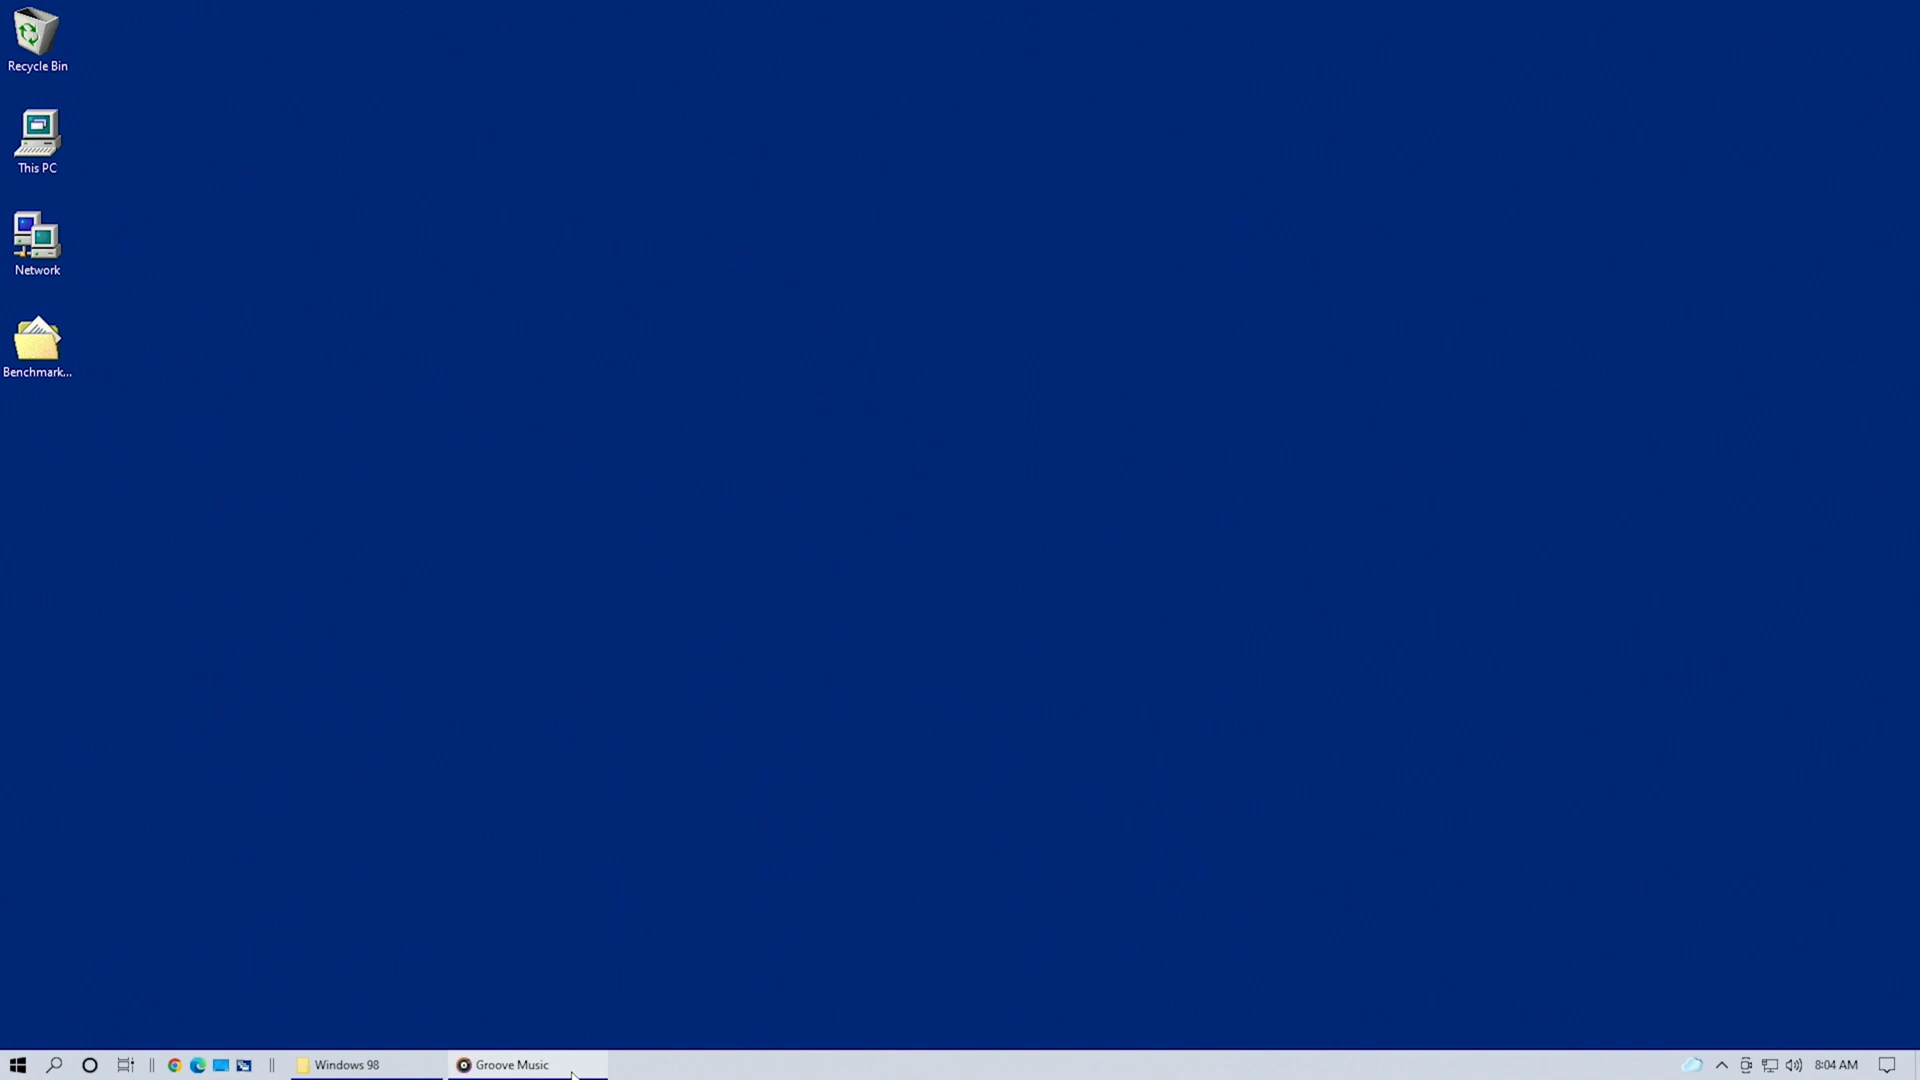 Recycle Bin
This PC
Network
Benchmark...
Windows 98
Groove Music
8:04 AM